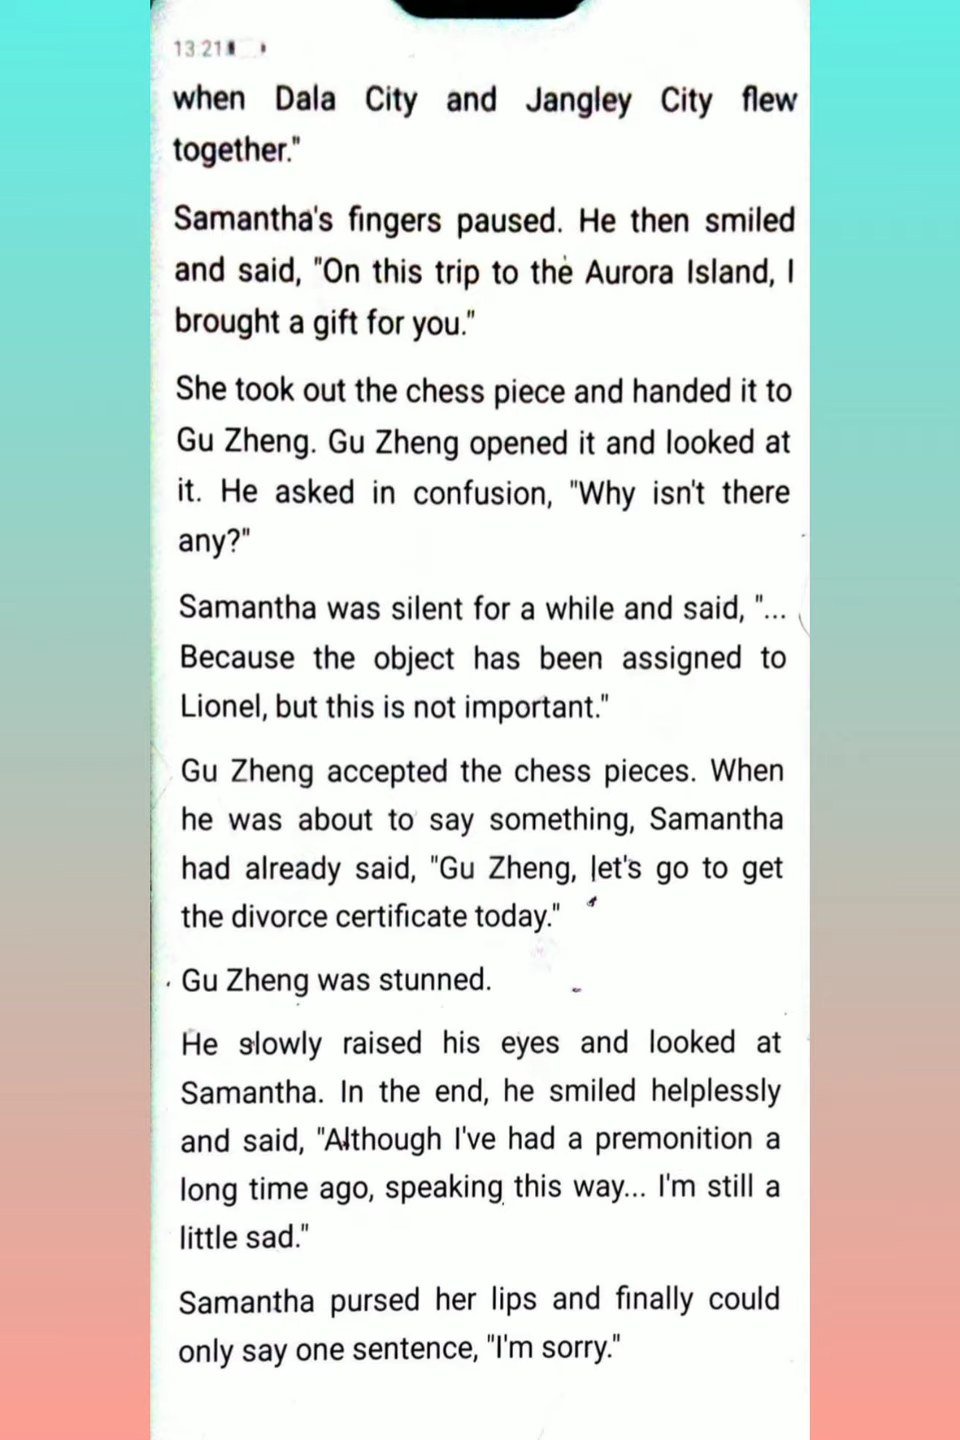 13 21
when Dala City and Jangley City flew
together."
Samantha's fingers paused. He then smiled
and said, "On this trip to the Aurora Island, I
brought a gift for you."
She took out the chess piece and handed it to
Gu Zheng. Gu Zheng opened it and looked at
it. He asked in confusion, "Why isn't there
any?"
Samantha was silent for a while and said, "...
Because the object has been assigned to
Lionel, but this is not important."
Gu Zheng accepted the chess pieces. When
he was about to say something, Samantha
had already said, "Gu Zheng, let's go to get
the divorce certificate today."
Gu Zheng was stunned.
He slowly raised his eyes and looked at
Samantha. In the end, he smiled helplessly
and said, "Although I've had a premonition a
long time ago, speaking this way... I'm still a
little sad."
Samantha pursed her lips and finally could
only say one sentence, "I'm sorry."